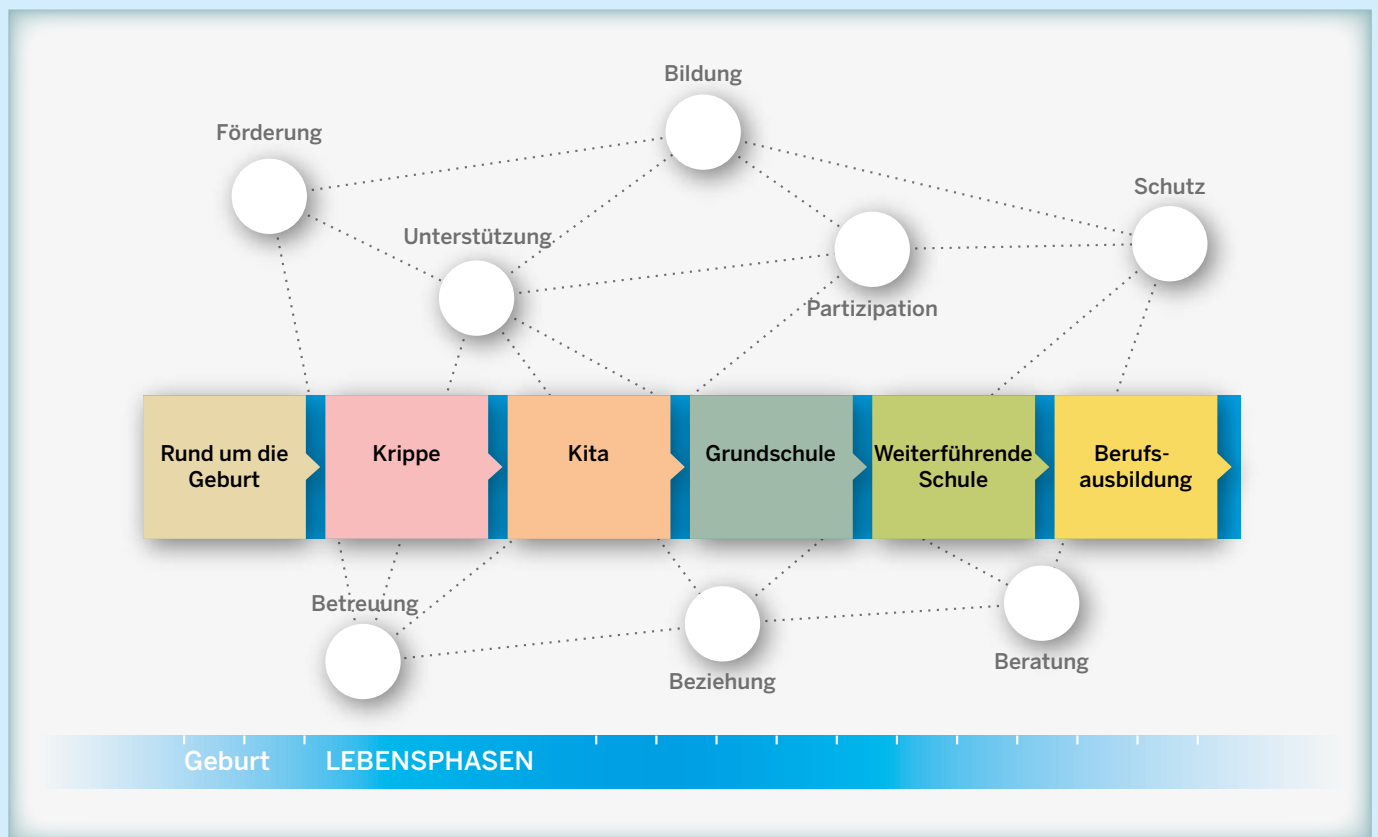 Bildung
Förderung
Schutz
Unterstützung
Partizipation
Rund um die
Geburt
Krippe
Kita
Grundschule
Weiterführende
Schule
Berufs-
ausbildung
Betreuung
Beziehung
Beratung
Geburt
LEBENSPHASEN